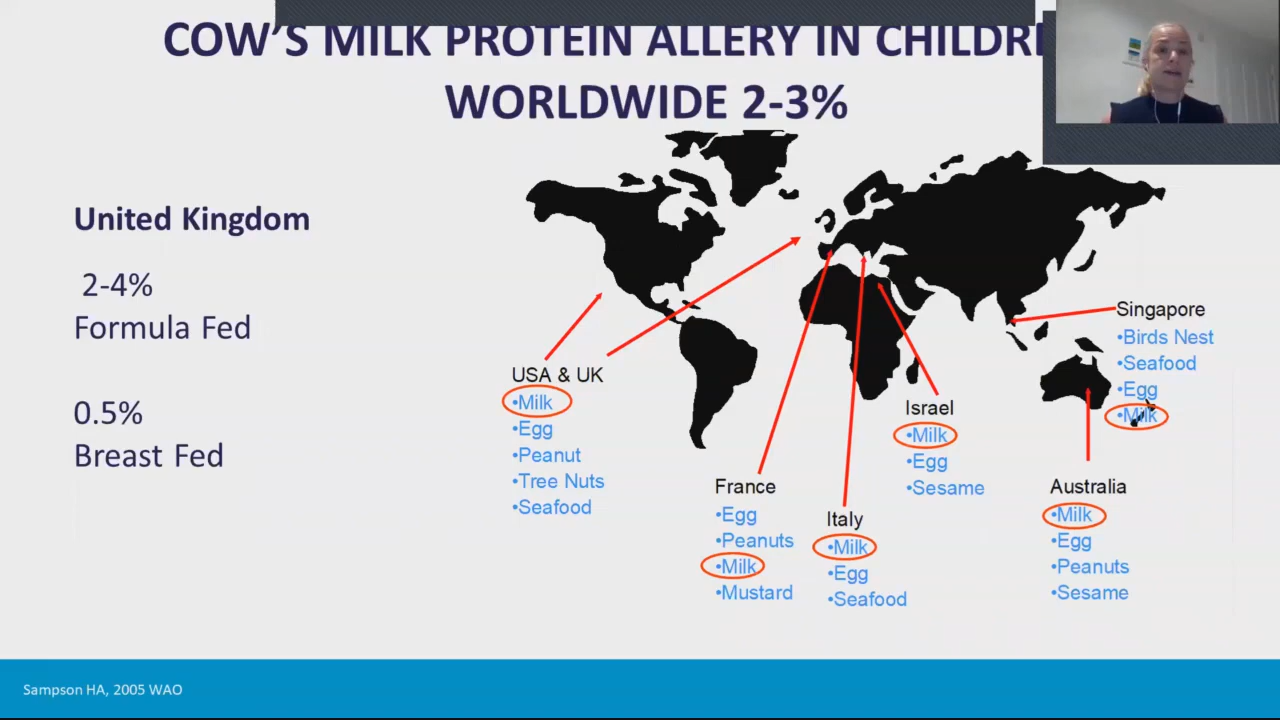 COW'S MILK PROTEIN ALLERY IN CHILDR
WORLDWIDE 2-3%
United Kingdom
2-4%
Formula Fed
0.5%
Breast Fed
USA & UK
•Milk
•Egg
•Peanut
•Tree Nuts
•Seafood
France
•Egg
•Peanuts
•Milk
•Mustard
Italy
•Milk
•Egg
•Seafood
Israel
•Milk
•Egg
•Sesame
Singapore
•Birds Nest
•Seafood
•Egg
•Milk
Australia
•Milk
•Egg
•Peanuts
•Sesame
Sampson HA, 2005 WAO